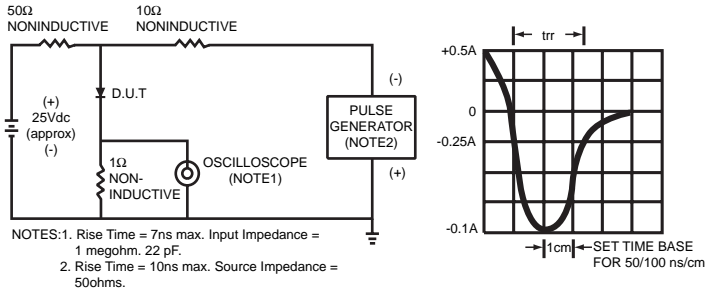 50Ω
NONINDUCTIVE
10Ω
NONINDUCTIVE
(+)
25Vdc
(approx)
(-)
D.U.T
1Ω
NON-
INDUCTIVE
OSCILLOSCOPE
(NOTE1)
(-)
PULSE
GENERATOR
(NOTE2)
(+)
NOTES:1. Rise Time = 7ns max. Input Impedance =
1 megohm. 22 pF.
2. Rise Time = 10ns max. Source Impedance =
50ohms.
trr
+0.5A
0
-0.25A
-0.1A
1cm
SET TIME BASE
FOR 50/100 ns/cm